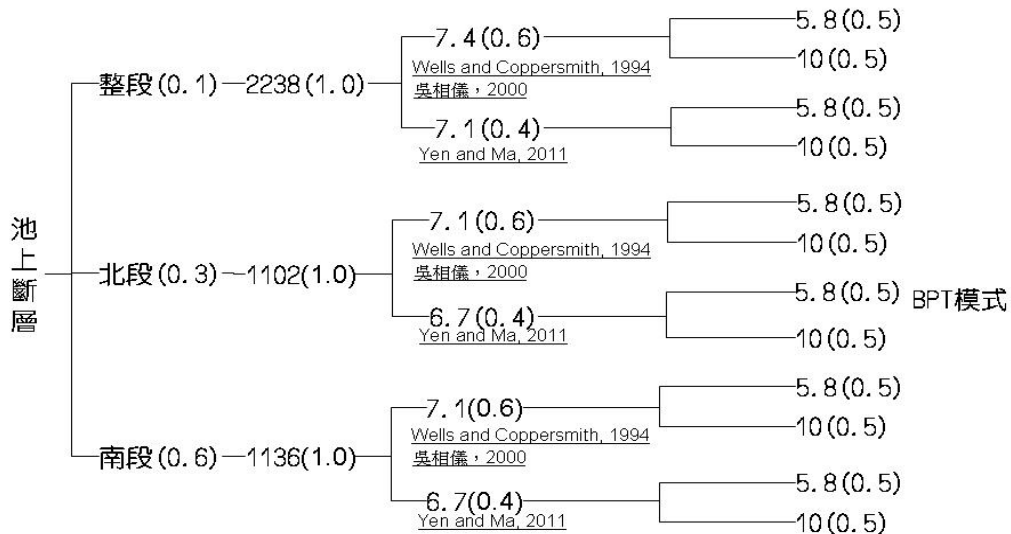 池上斷層
整段(0.1)
2238(1.0)
7.4(0.6)
Wells and Coppersmith, 1994
吳相儀，2000
5.8(0.5)
10(0.5)
7.1(0.4)
Yen and Ma, 2011
5.8(0.5)
10(0.5)
北段(0.3)
1102(1.0)
7.1(0.6)
Wells and Coppersmith, 1994
吳相儀，2000
5.8(0.5)
10(0.5)
6.7(0.4)
Yen and Ma, 2011
5.8(0.5)
10(0.5)
BPT模式
南段(0.6)
1136(1.0)
7.1(0.6)
Wells and Coppersmith, 1994
吳相儀，2000
5.8(0.5)
10(0.5)
6.7(0.4)
Yen and Ma, 2011
5.8(0.5)
10(0.5)